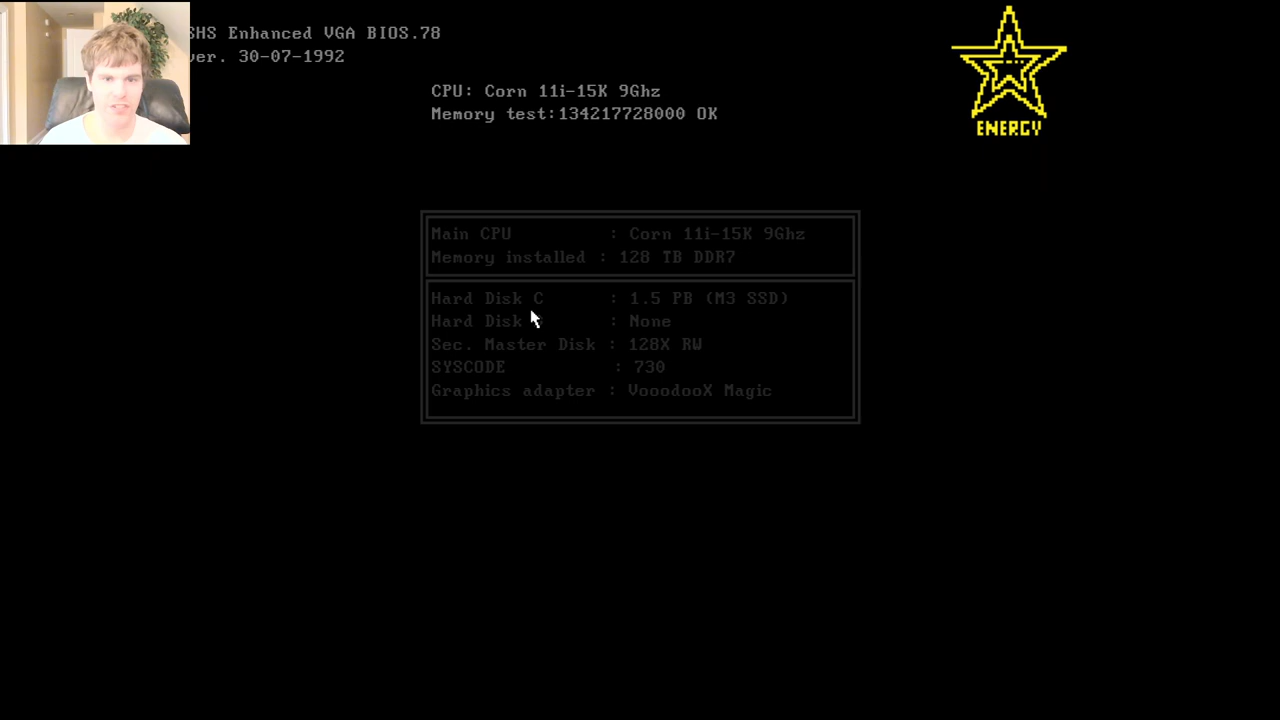 SHS Enhanced VGA BIOS.78
ver. 30-07-1992
ENERGY
CPU: Corn 11i-15K 9Ghz
Memory test:134217728000 OK
Main CPU : Corn 11i-15K 9Ghz
Memory installed : 128 TB DDR7
Hard Disk C : 1.5 PB (M3 SSD)
Hard Disk : None
Sec. Master Disk : 128X RW
SYSCODE : 730
Graphics adapter : VooodooX Magic